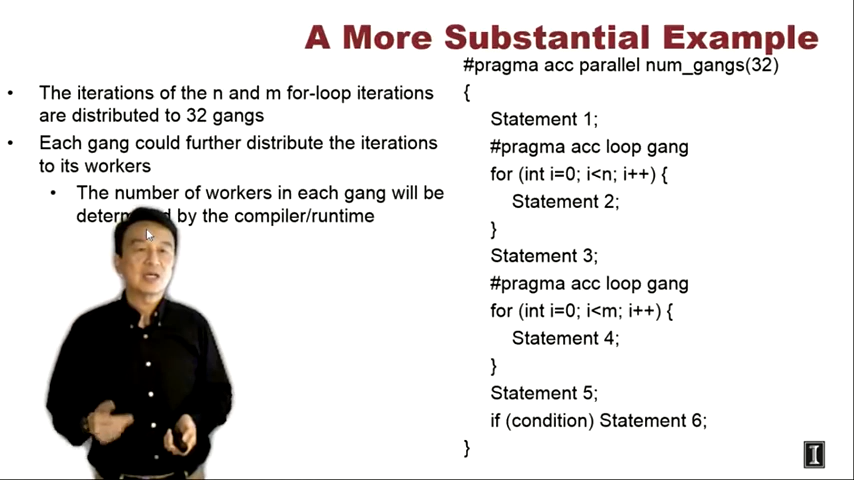 A More Substantial Example
• The iterations of the n and m for-loop iterations
are distributed to 32 gangs
• Each gang could further distribute the iterations
to its workers
• The number of workers in each gang will be
by the compiler/runtime
#pragma acc parallel num_gangs(32)
{
Statement 1;
#pragma acc loop gang
for (int i=0; i<n; i++) {
Statement 2;
}
Statement 3;
#pragma acc loop gang
for (int i=0; i<m; i++) {
Statement 4;
}
Statement 5;
if (condition) Statement 6;
}
I